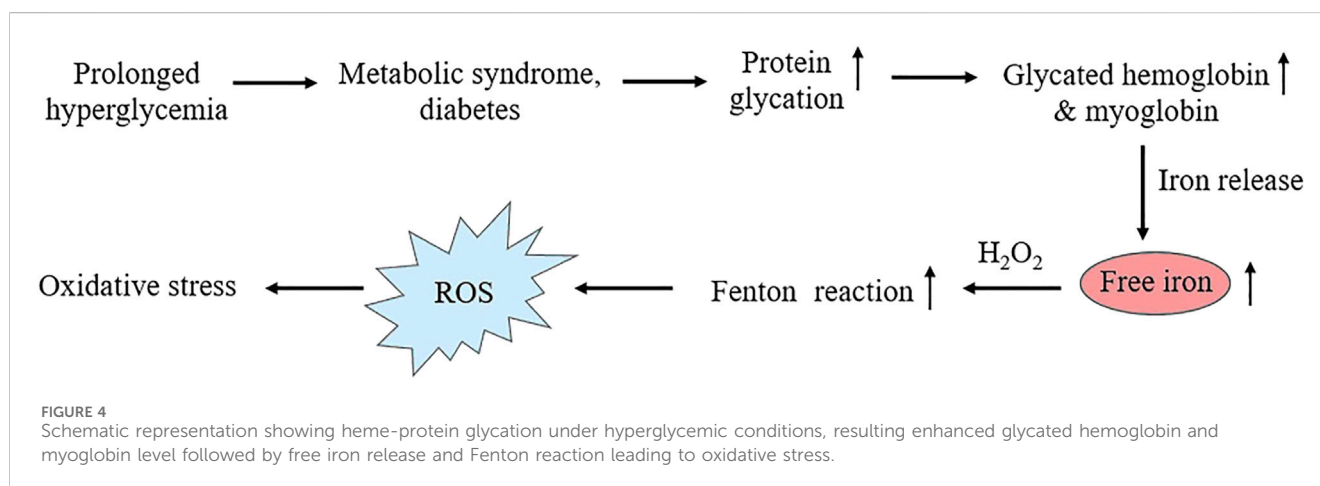 Prolonged
hyperglycemia
Metabolic syndrome,
diabetes
Protein
glycation
Glycated hemoglobin
& myoglobin
Iron release
Free iron
H₂O₂
Fenton reaction
ROS
Oxidative stress
FIGURE 4
Schematic representation showing heme-protein glycation under hyperglycemic conditions, resulting enhanced glycated hemoglobin and
myoglobin level followed by free iron release and Fenton reaction leading to oxidative stress.